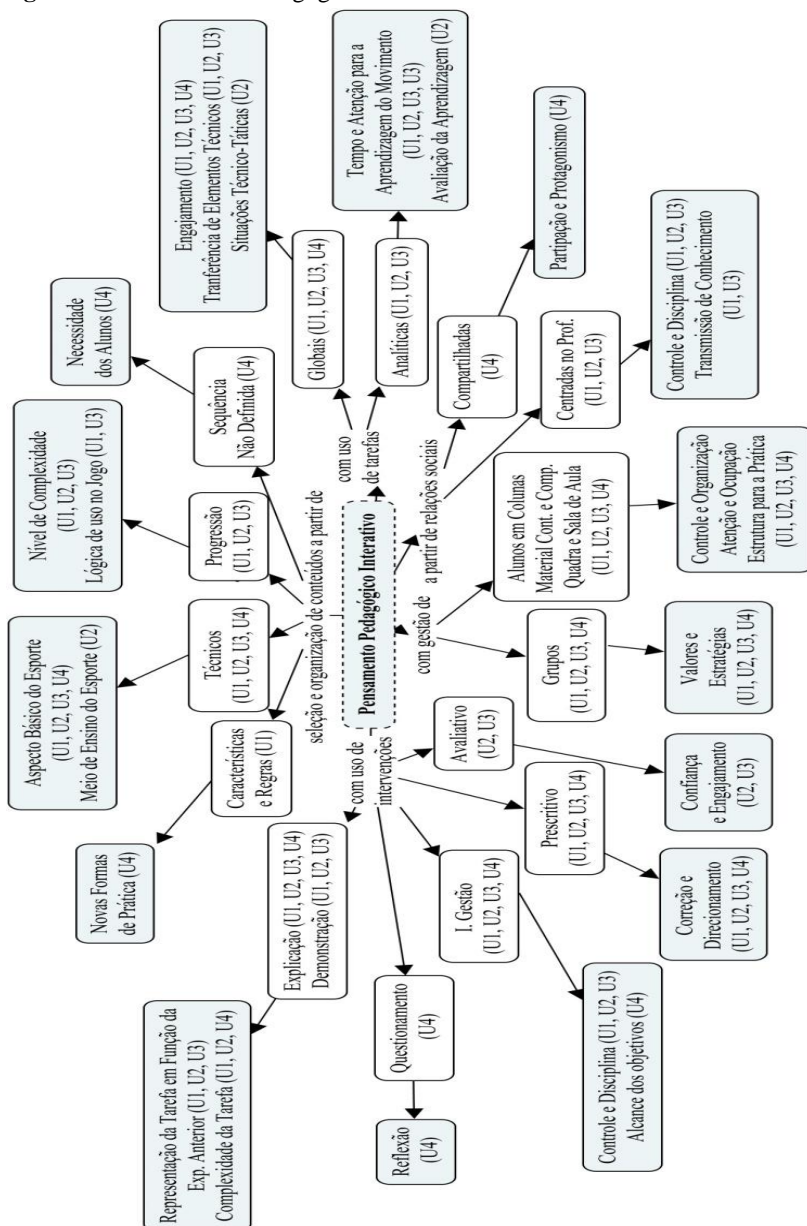 Representação da Tarefa em Função da
Exp. Anterior (U1, U2, U3)
Complexidade da Tarefa (U1, U2, U4)
Novas Formas
de Prática (U4)
Aspecto Básico do Esporte
(U1, U2, U3, U4)
Meio de Ensino do Esporte (U2)
Nível de Complexidade
(U1, U2, U3)
Lógica de uso no Jogo (U1, U3)
Necessidade
dos Alunos (U4)
Engajamento (U1, U2, U3, U4)
Tranferência de Elementos Técnicos (U1, U2, U3)
Situações Técnico-Táticas (U2)
Explicação (U1, U2, U3, U4)
Demonstração (U1, U2, U3)
Características
e Regras (U1)
Técnicos
(U1, U2, U3, U4)
Progressão
(U1, U2, U3)
Sequência
Não Definida (U4)
Globais (U1, U2, U3, U4)
Tempo e Atenção para a
Aprendizagem do Movimento
(U1, U2, U3, U3)
Avaliação da Aprendizagem (U2)
Analíticas (U1, U2, U3)
seleção e organização de conteúdos a partir de
com uso
de tarefas
com uso de
intervenções
Pensamento Pedagógico Interativo
com gestão de
a partir de relações sociais
Reflexão
(U4)
Questionamento
(U4)
I. Gestão
(U1, U2, U3, U4)
Prescritivo
(U1, U2, U3, U4)
Avaliativo
(U2, U3)
Grupos
(U1, U2, U3, U4)
Alunos em Colunas
Material Cont. e Comp.
Quadra e Sala de Aula
(U1, U2, U3, U4)
Centradas no Prof.
(U1, U2, U3)
Compartilhadas
(U4)
Partipação e Protagonismo (U4)
Controle e Disciplina (U1, U2, U3)
Alcance dos objetivos (U4)
Correção e
Direcionamento
(U1, U2, U3, U4)
Confiança
e Engajamento
(U2, U3)
Valores e
Estratégias
(U1, U2, U3, U4)
Controle e Organização
Atenção e Ocupação
Estrutura para a Prática
(U1, U2, U3, U4)
Controle e Disciplina (U1, U2, U3)
Transmissão de Conhecimento
(U1, U3)